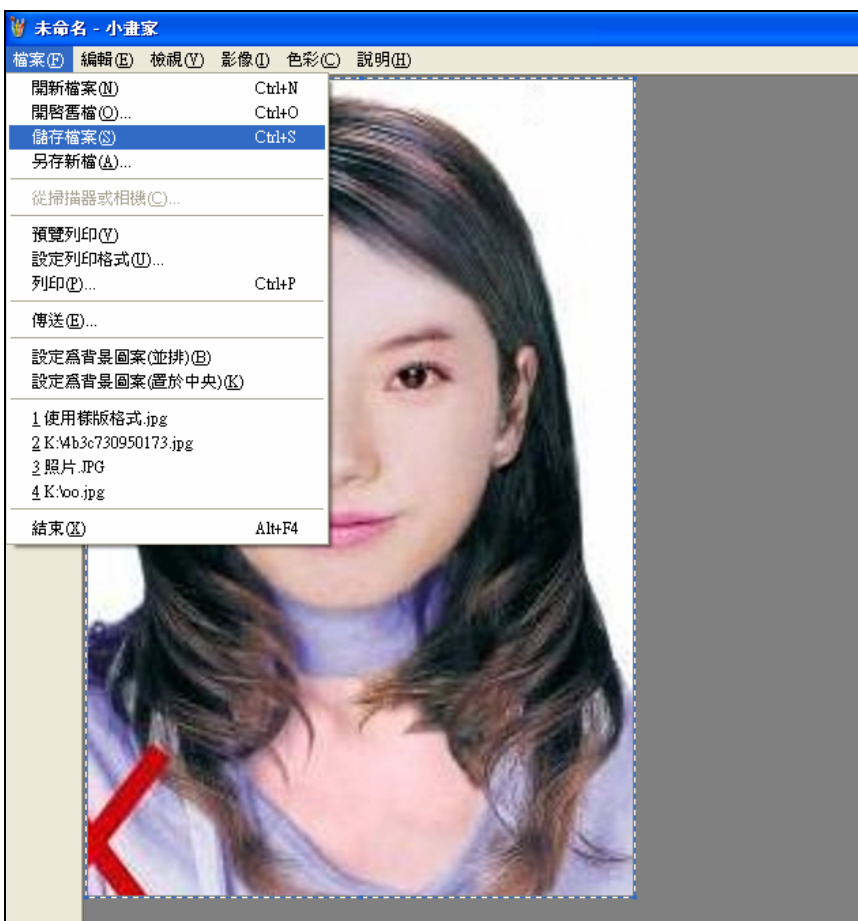 未命名 - 小畫家
檔案(F) 編輯(E) 檢視(V) 影像(I) 色彩(C) 說明(H)
開新檔案(N) Ctrl+N
開啓舊檔(O)... Ctrl+O
儲存檔案(S) Ctrl+S
另存新檔(A)...
從掃描器或相機(C)...
預覽列印(V)
設定列印格式(U)...
列印(P)... Ctrl+P
傳送(E)...
設定為背景圖案(並排)(B)
設定為背景圖案(置於中央)(K)
1 使用樣版格式.jpg
2 K:\4b3c730950173.jpg
3 照片.JPG
4 K:\oo.jpg
結束(X) Alt+F4